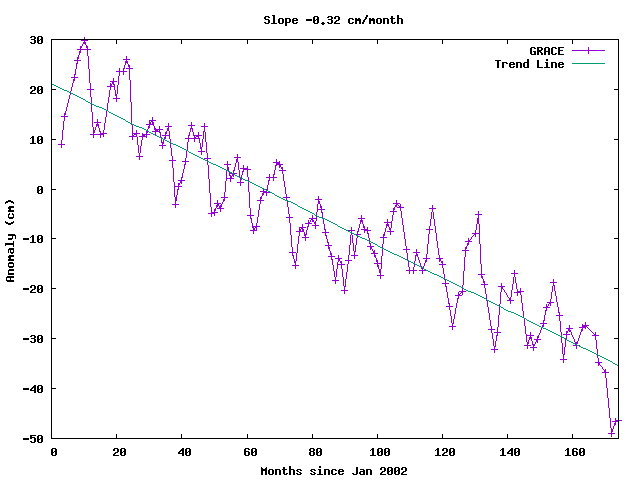 Slope -0.32 cm/month
GRACE
Trend Line
30
20
10
0
-10
-20
-30
-40
-50
Anomaly (cm)
0 20 40 60 80 100 120 140 160
Months since Jan 2002